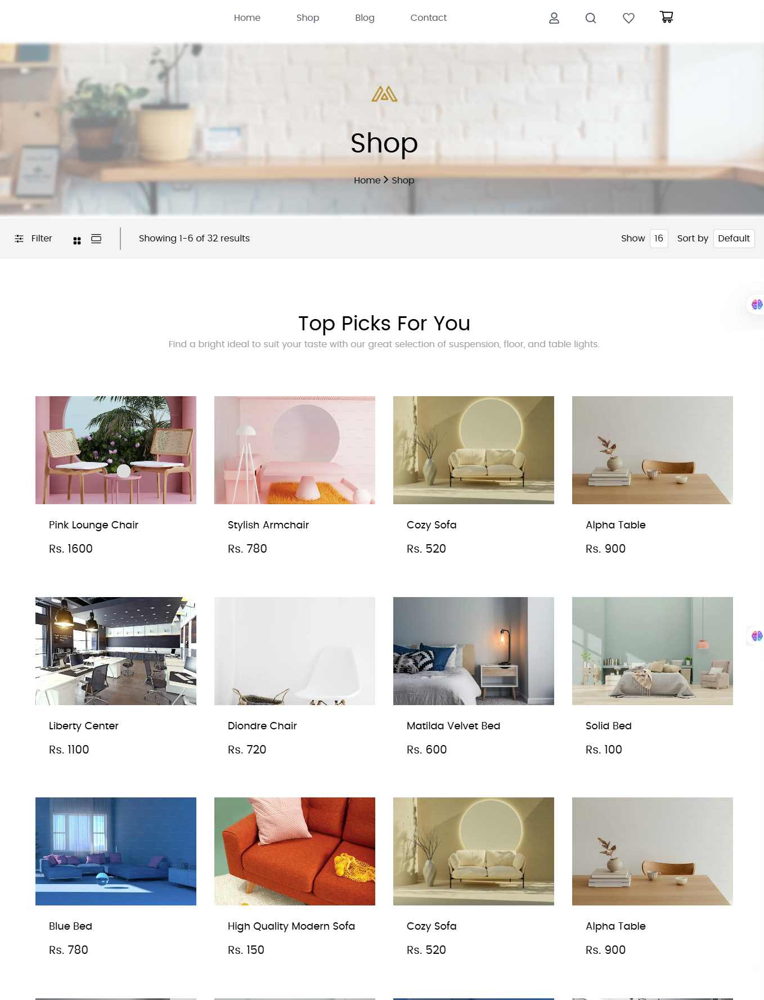 Home Shop Blog Contact
Shop
Home > Shop
Filter Showing 1-6 of 32 results Show 16 Sort by Default
Top Picks For You
Find a bright ideal to suit your taste with our great selection of suspension, floor, and table lights.
Pink Lounge Chair
Rs. 1600
Stylish Armchair
Rs. 780
Cozy Sofa
Rs. 520
Alpha Table
Rs. 900
Liberty Center
Rs. 1100
Diondre Chair
Rs. 720
Matilda Velvet Bed
Rs. 600
Solid Bed
Rs. 100
Blue Bed
Rs. 780
High Quality Modern Sofa
Rs. 150
Cozy Sofa
Rs. 520
Alpha Table
Rs. 900